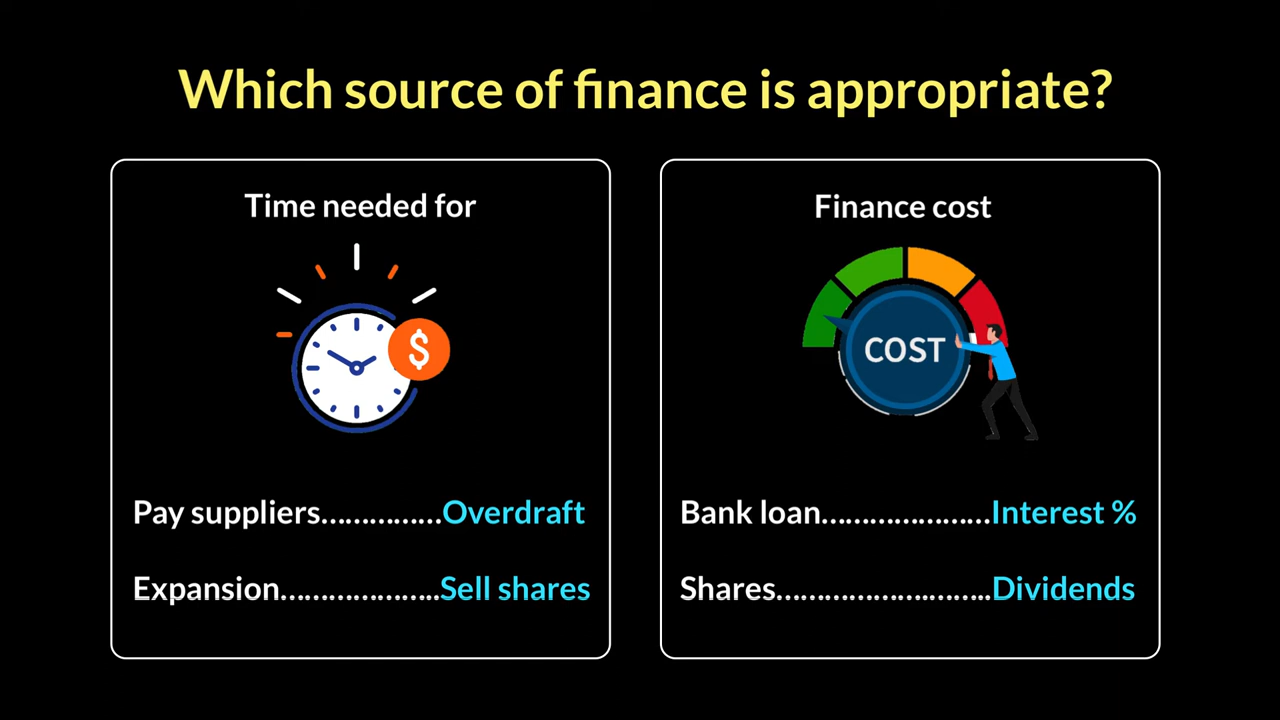 Which source of finance is appropriate?
Time needed for
$
Pay suppliers...............Overdraft
Expansion....................Sell shares
Finance cost
COST
Bank loan.....................Interest %
Shares..........................Dividends